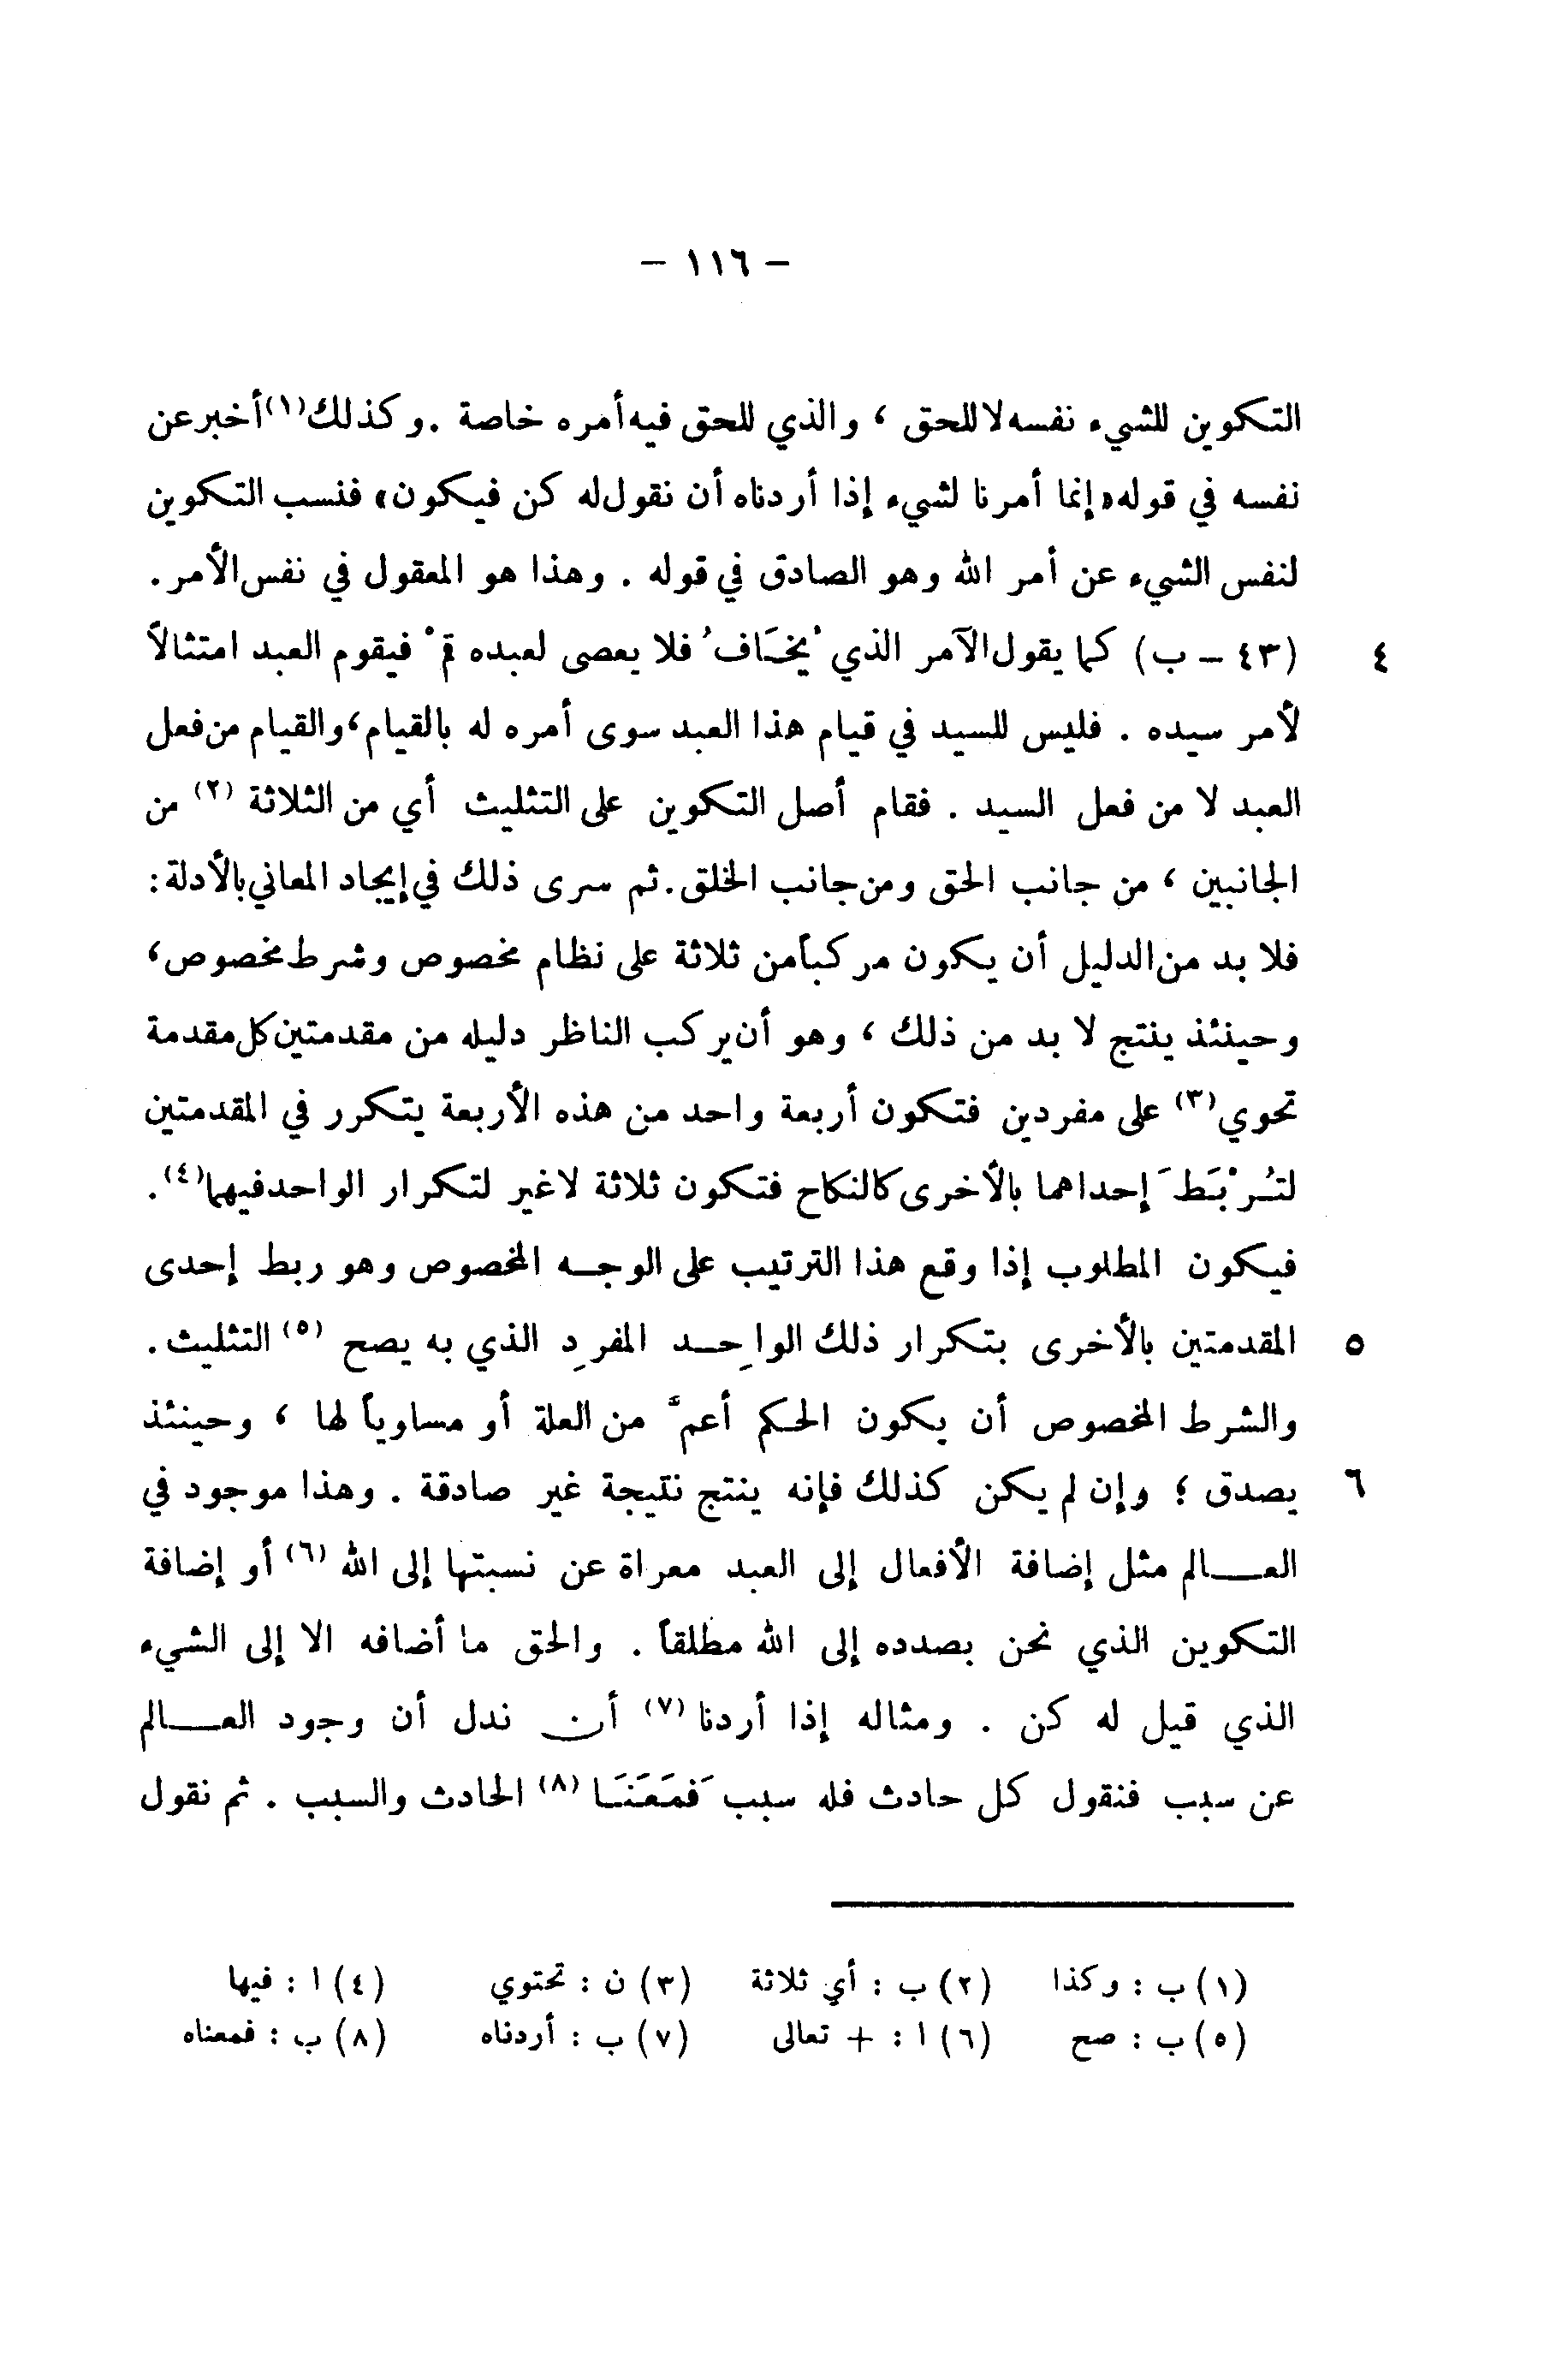 - ١١٦ -
التكوين للشيء نفسه لا للحق ، والذي للحق فيه أمره خاصة . وكذلك (١) أخبر عن
نفسه في قوله « إنما أمرنا لشيء إذا أردناه أن نقول له كن فيكون » فنسب التكوين
لنفس الشيء عن أمر الله وهو الصادق في قوله . وهذا هو المعقول في نفس الأمر .
٤ (٤٣ - ب) كما يقول الآمر الذي يُخَافُ فلا يعصى لعبده قمْ فيقوم العبد امتثالاً
لأمر سيده . فليس للسيد في قيام هذا العبد سوى أمره له بالقيام ، والقيام من فعل
العبد لا من فعل السيد . فقام أصل التكوين على التثليث أي من الثلاثة (٢) من
الجانبين ، من جانب الحق ومن جانب الخلق . ثم سرى ذلك في إيجاد المعاني بالأدلة :
فلا بد من الدليل أن يكون مركباً من ثلاثة على نظام مخصوص وشرط مخصوص ،
وحينئذ ينتج لا بد من ذلك ، وهو أن يركب الناظر دليله من مقدمتين كل مقدمة
تحوي (٣) على مفردين فتكون أربعة واحد من هذه الأربعة يتكرر في المقدمتين
لتُرْبَطَ إحداهما بالأخرى كالنكاح فتكون ثلاثة لا غير لتكرار الواحد فيهما (٤) .
فيكون المطلوب إذا وقع هذا الترتيب على الوجه المخصوص وهو ربط إحدى
٥ المقدمتين بالأخرى بتكرار ذلك الواحِد المفرد الذي به يصح (٥) التثليث .
والشرط المخصوص أن يكون الحكم أعمَّ من العلة أو مساوياً لها ، وحينئذ
٦ يصدق ؛ وإن لم يكن كذلك فإنه ينتج نتيجة غير صادقة . وهذا موجود في
العالم مثل إضافة الأفعال إلى العبد معراة عن نسبتها إلى الله (٦) أو إضافة
التكوين الذي نحن بصدده إلى الله مطلقاً . والحق ما أضافه الا إلى الشيء
الذي قيل له كن . ومثاله إذا أردنا (٧) أن ندل أن وجود العالم
عن سبب فنقول كل حادث فله سبب فَمَعَنَا (٨) الحادث والسبب . ثم نقول
(١) ب : وكذا (٢) ب : أي ثلاثة (٣) ن : تحتوي (٤) ا : فيها
(٥) ب : صح (٦) ا : + تعالى (٧) ب : أردناه (٨) ب : فمعناه